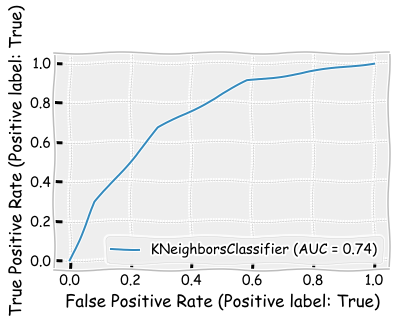 True Positive Rate (Positive label: True)
1.0
0.8
0.6
0.4
0.2
0.0
KNeighborsClassifier (AUC = 0.74)
0.0 0.2 0.4 0.6 0.8 1.0
False Positive Rate (Positive label: True)